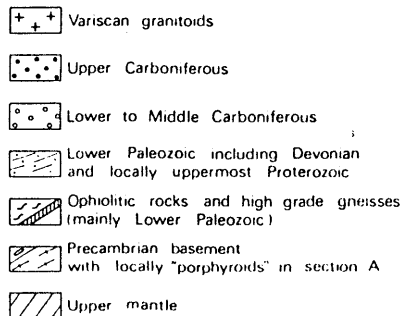 Variscan granitoids
Upper Carboniferous
Lower to Middle Carboniferous
Lower Paleozoic including Devonian
and locally uppermost Proterozoic
Ophiolitic rocks and high grade gneisses
(mainly Lower Paleozoic)
Precambrian basement
with locally "porphyroids" in section A
Upper mantle